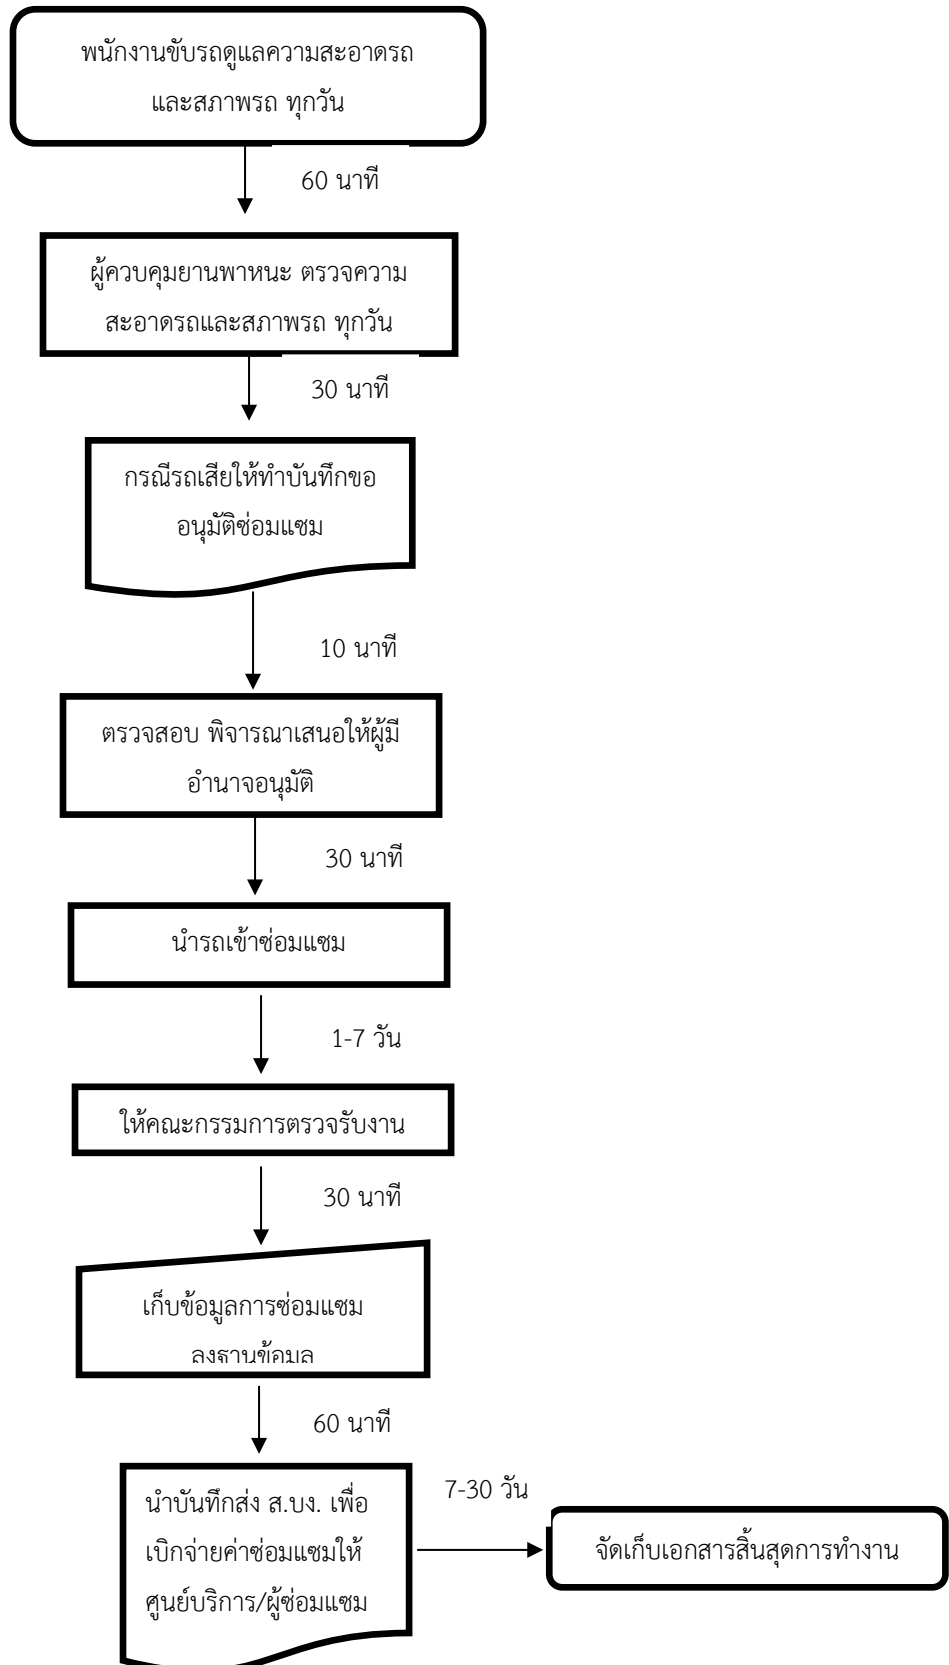 พนักงานขับรถดูแลความสะอาดรถ
และสภาพรถ ทุกวัน
60 นาที
ผู้ควบคุมยานพาหนะ ตรวจความ
สะอาดรถและสภาพรถ ทุกวัน
30 นาที
กรณีรถเสียให้ทำบันทึกขอ
อนุมัติซ่อมแซม
10 นาที
ตรวจสอบ พิจารณาเสนอให้ผู้มี
อำนาจอนุมัติ
30 นาที
นำรถเข้าซ่อมแซม
1-7 วัน
ให้คณะกรรมการตรวจรับงาน
30 นาที
เก็บข้อมูลการซ่อมแซม
ลงฐานข้อมูล
60 นาที
นำบันทึกส่ง ส.บง. เพื่อ
เบิกจ่ายค่าซ่อมแซมให้
ศูนย์บริการ/ผู้ซ่อมแซม
7-30 วัน
จัดเก็บเอกสารสิ้นสุดการทำงาน